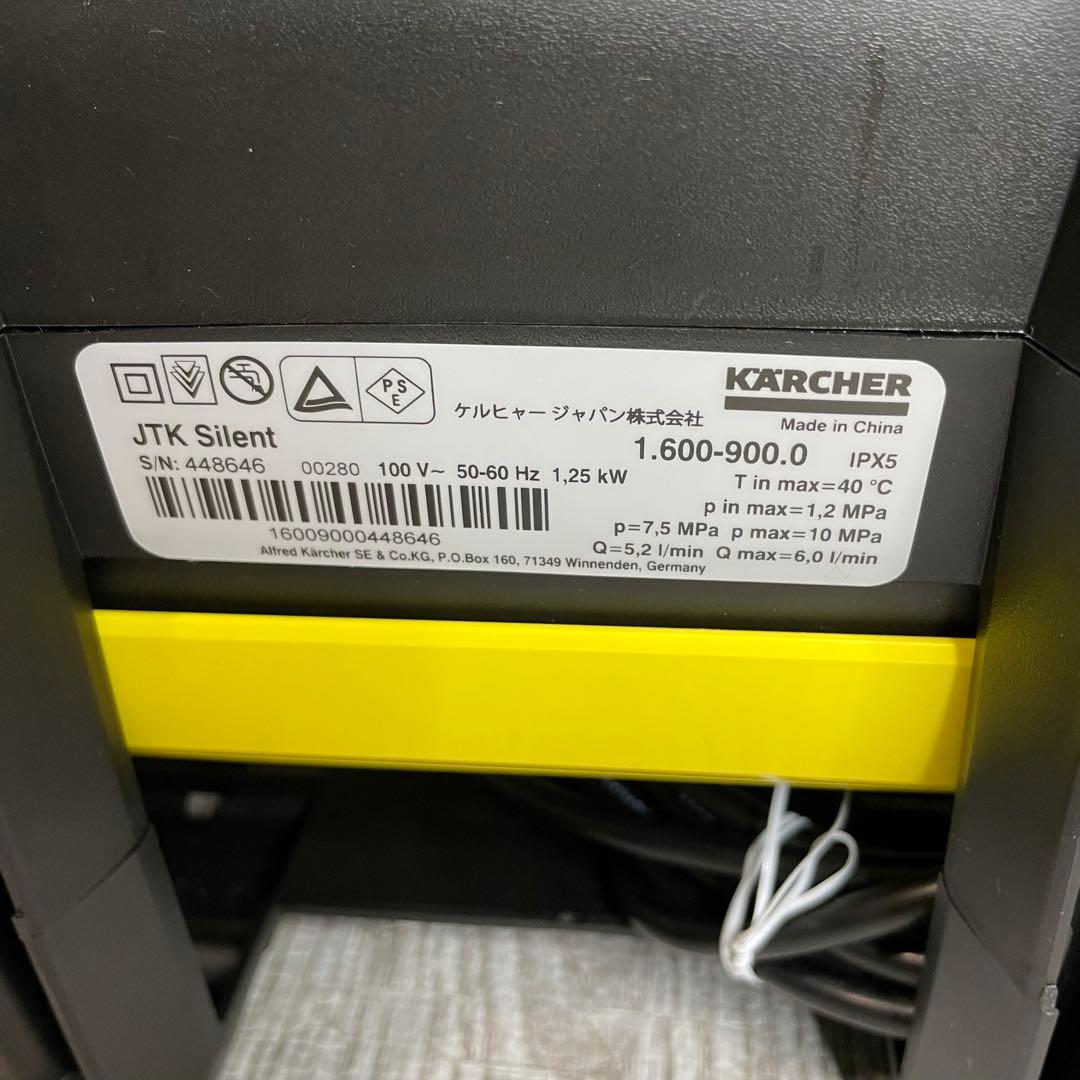 PSE
ケルヒャー ジャパン株式会社
KÄRCHER
Made in China
JTK Silent
1.600-900.0 IPX5
S/N: 448646 00280 100 V~ 50-60 Hz 1,25 kW
T in max=40 °C
p in max=1,2 MPa
p=7,5 MPa p max=10 MPa
Q=5,2 l/min Q max=6,0 l/min
16009000448646
Alfred Kärcher SE & Co.KG, P.O.Box 160, 71349 Winnenden, Germany